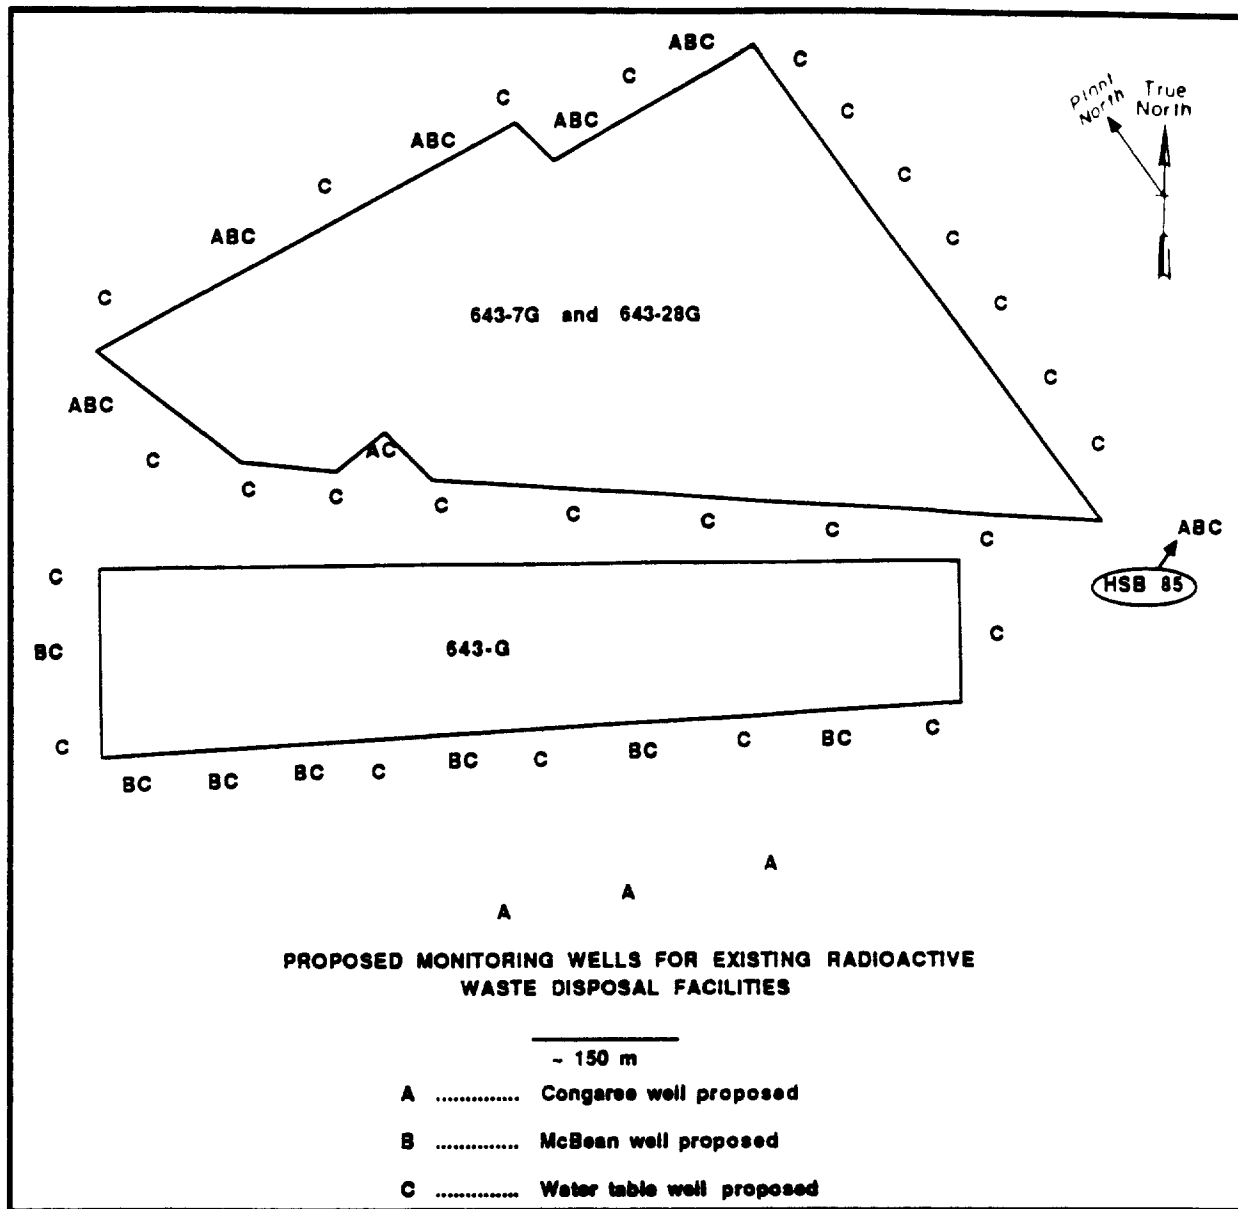 ABC
C
C
Plant North
True North
C
ABC
C
ABC
C
C
ABC
C
C
C
643-7G and 643-28G
C
C
ABC
C
C
AC
C
C
C
C
C
C
C
ABC
C
HSB 85
C
BC
643-G
C
C
BC
BC
BC
C
BC
C
BC
C
BC
C
A
A
A
PROPOSED MONITORING WELLS FOR EXISTING RADIOACTIVE
WASTE DISPOSAL FACILITIES
~ 150 m
A .............. Congaree well proposed
B .............. McBean well proposed
C .............. Water table well proposed